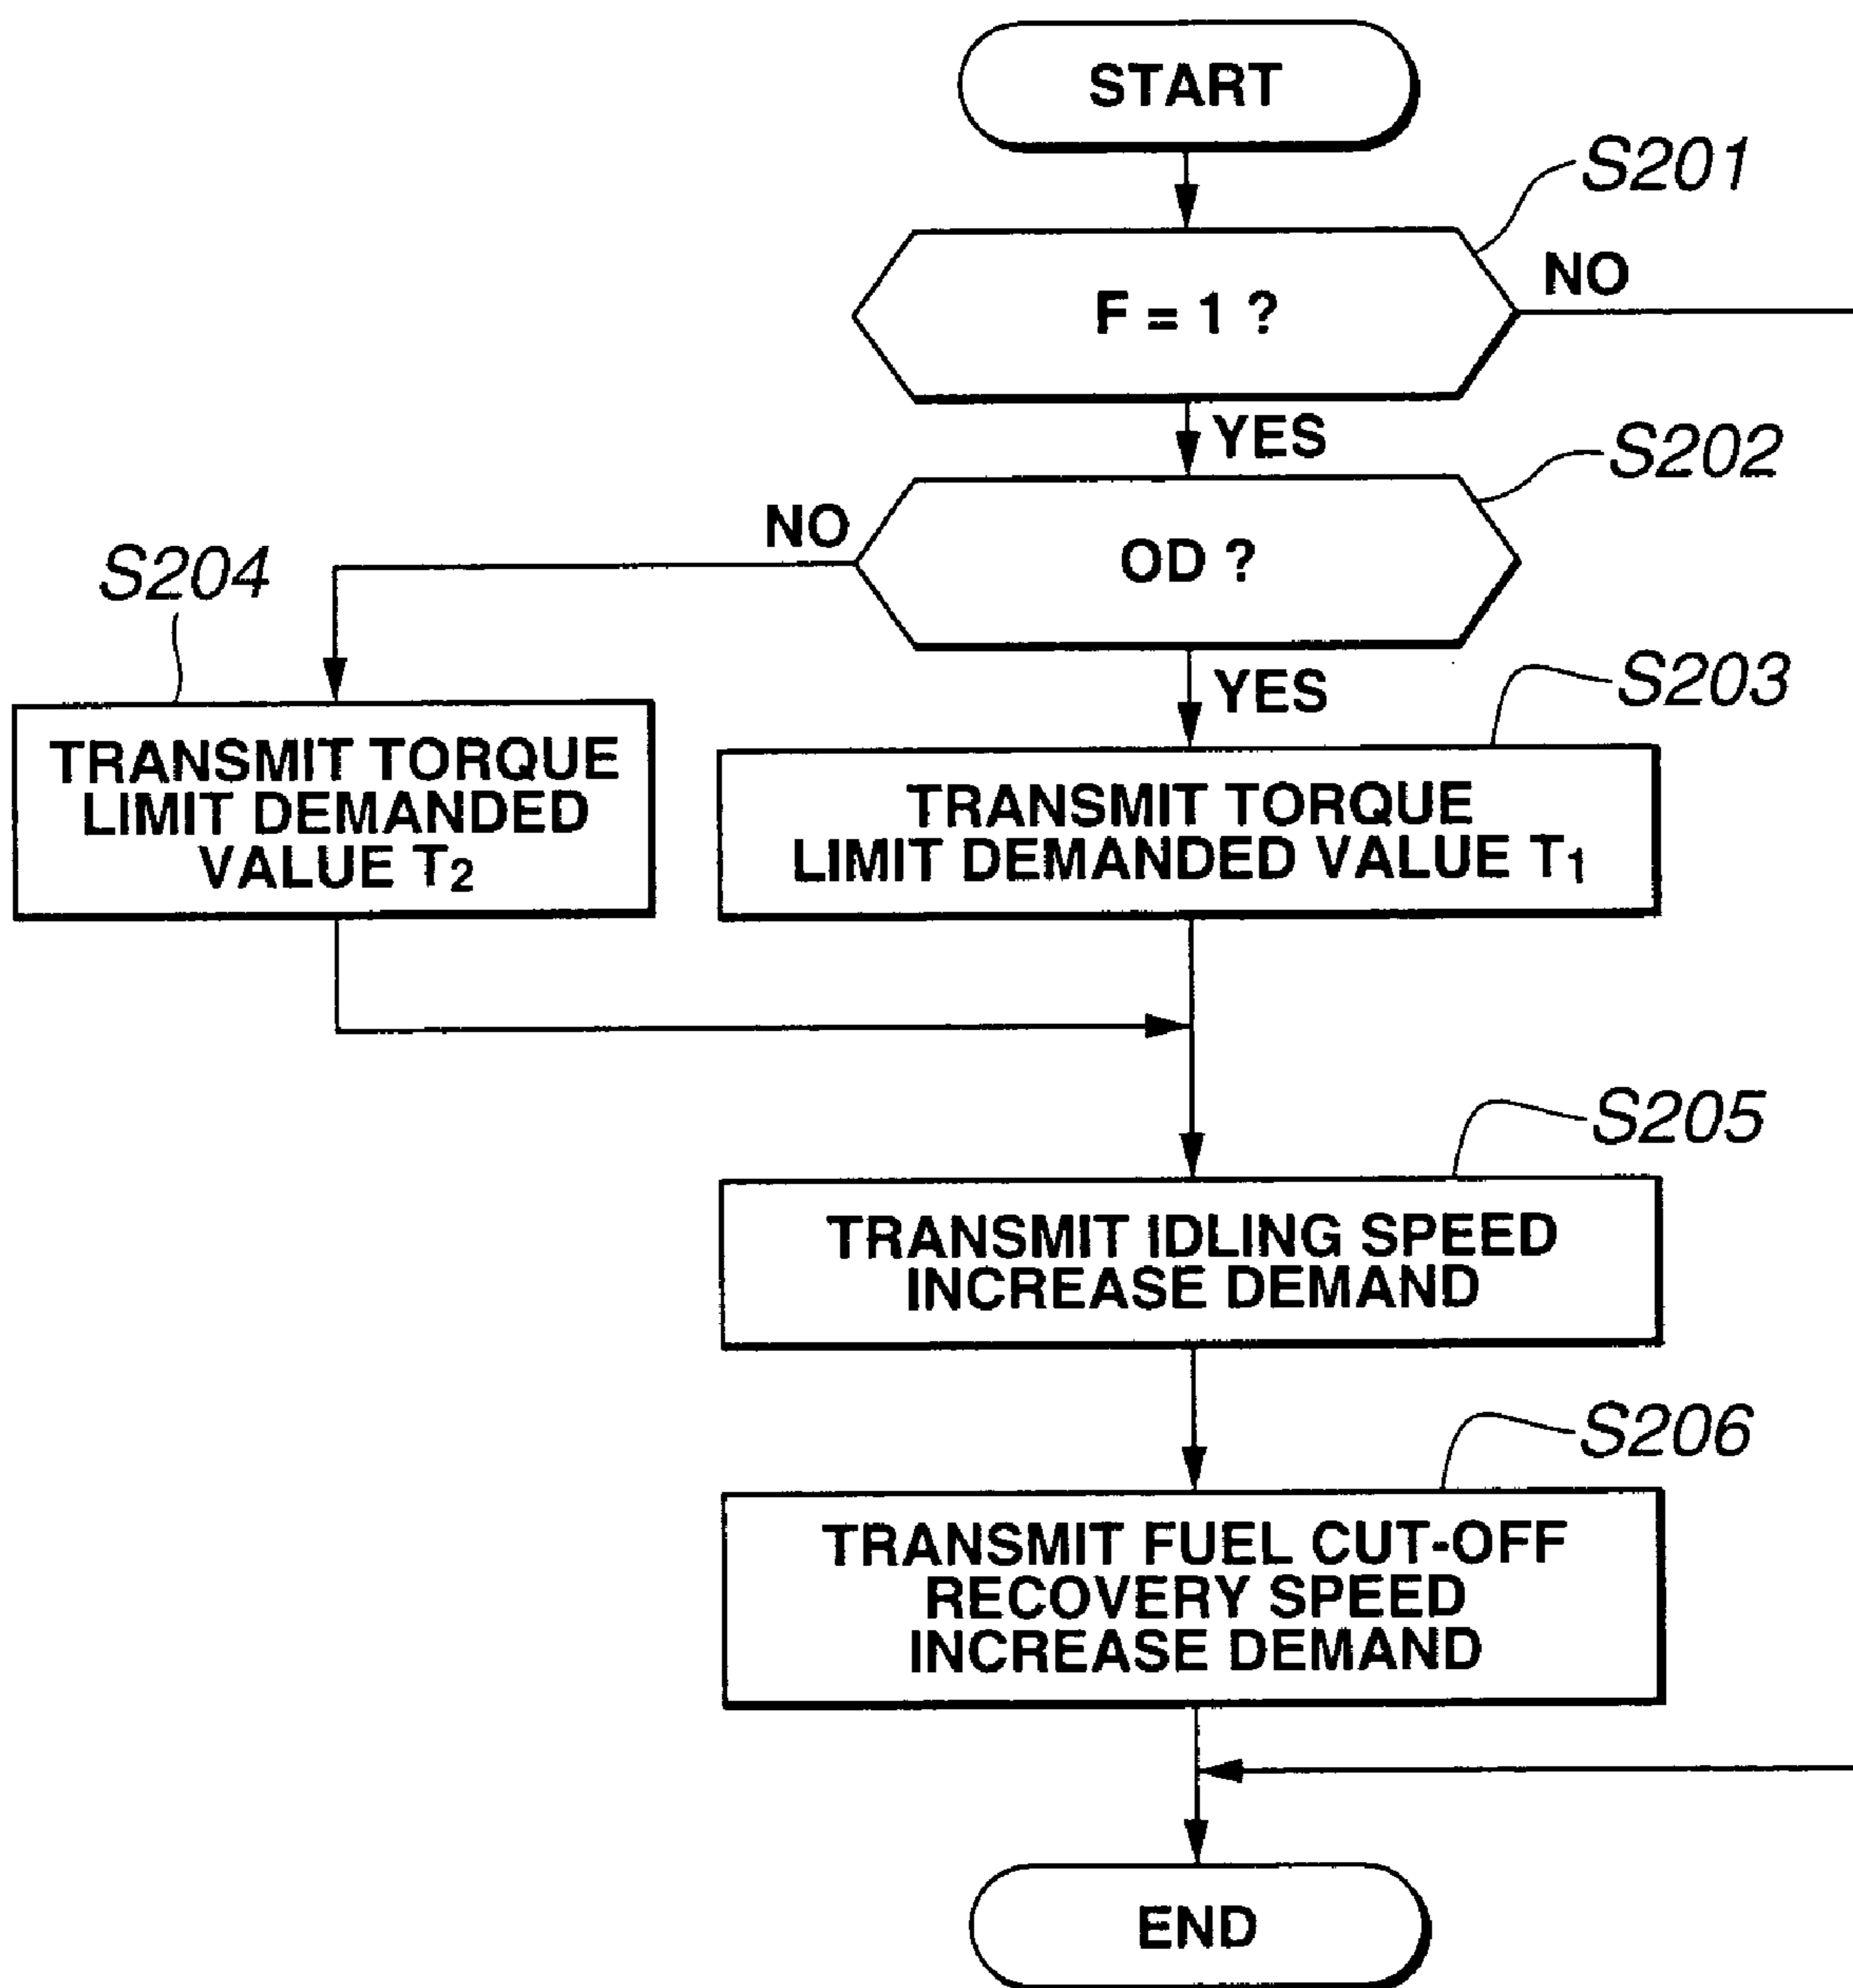 START
S201
F = 1 ?
NO
YES
S202
OD ?
NO
S204
YES
S203
TRANSMIT TORQUE
LIMIT DEMANDED
VALUE T2
TRANSMIT TORQUE
LIMIT DEMANDED VALUE T1
S205
TRANSMIT IDLING SPEED
INCREASE DEMAND
S206
TRANSMIT FUEL CUT-OFF
RECOVERY SPEED
INCREASE DEMAND
END